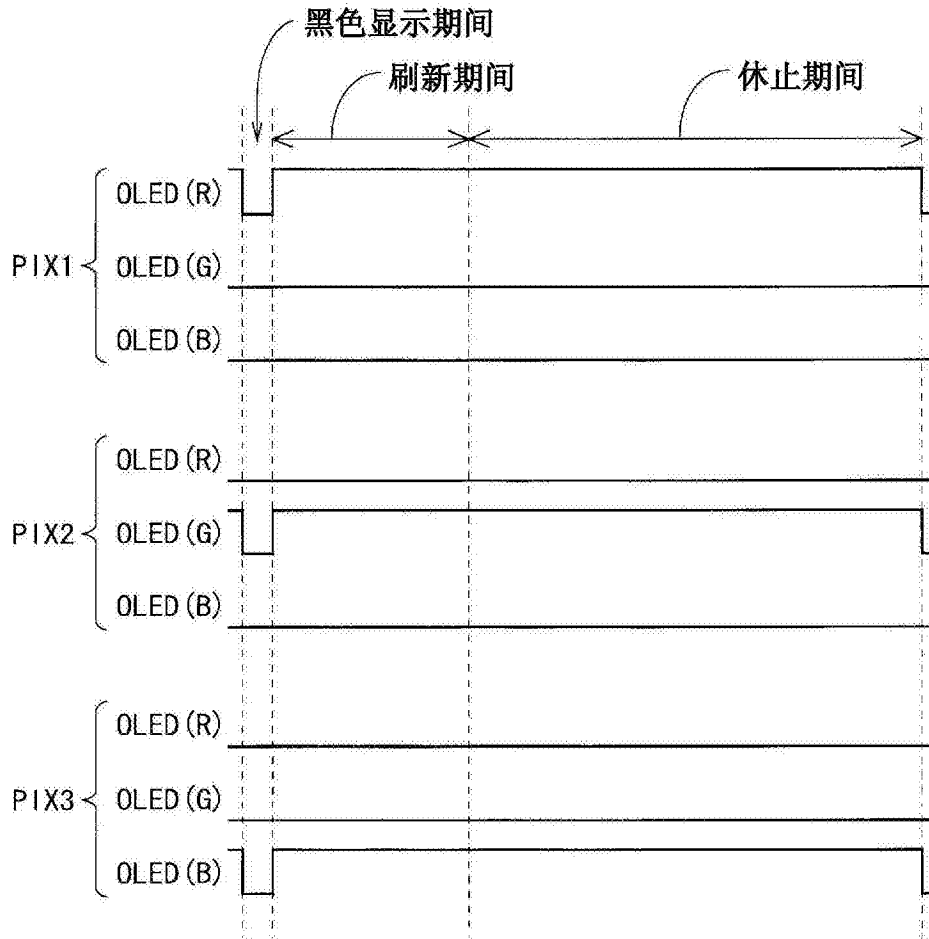 黑色显示期间
刷新期间
休止期间
OLED(R)
PIX1
OLED(G)
OLED(B)
OLED(R)
PIX2
OLED(G)
OLED(B)
OLED(R)
PIX3
OLED(G)
OLED(B)